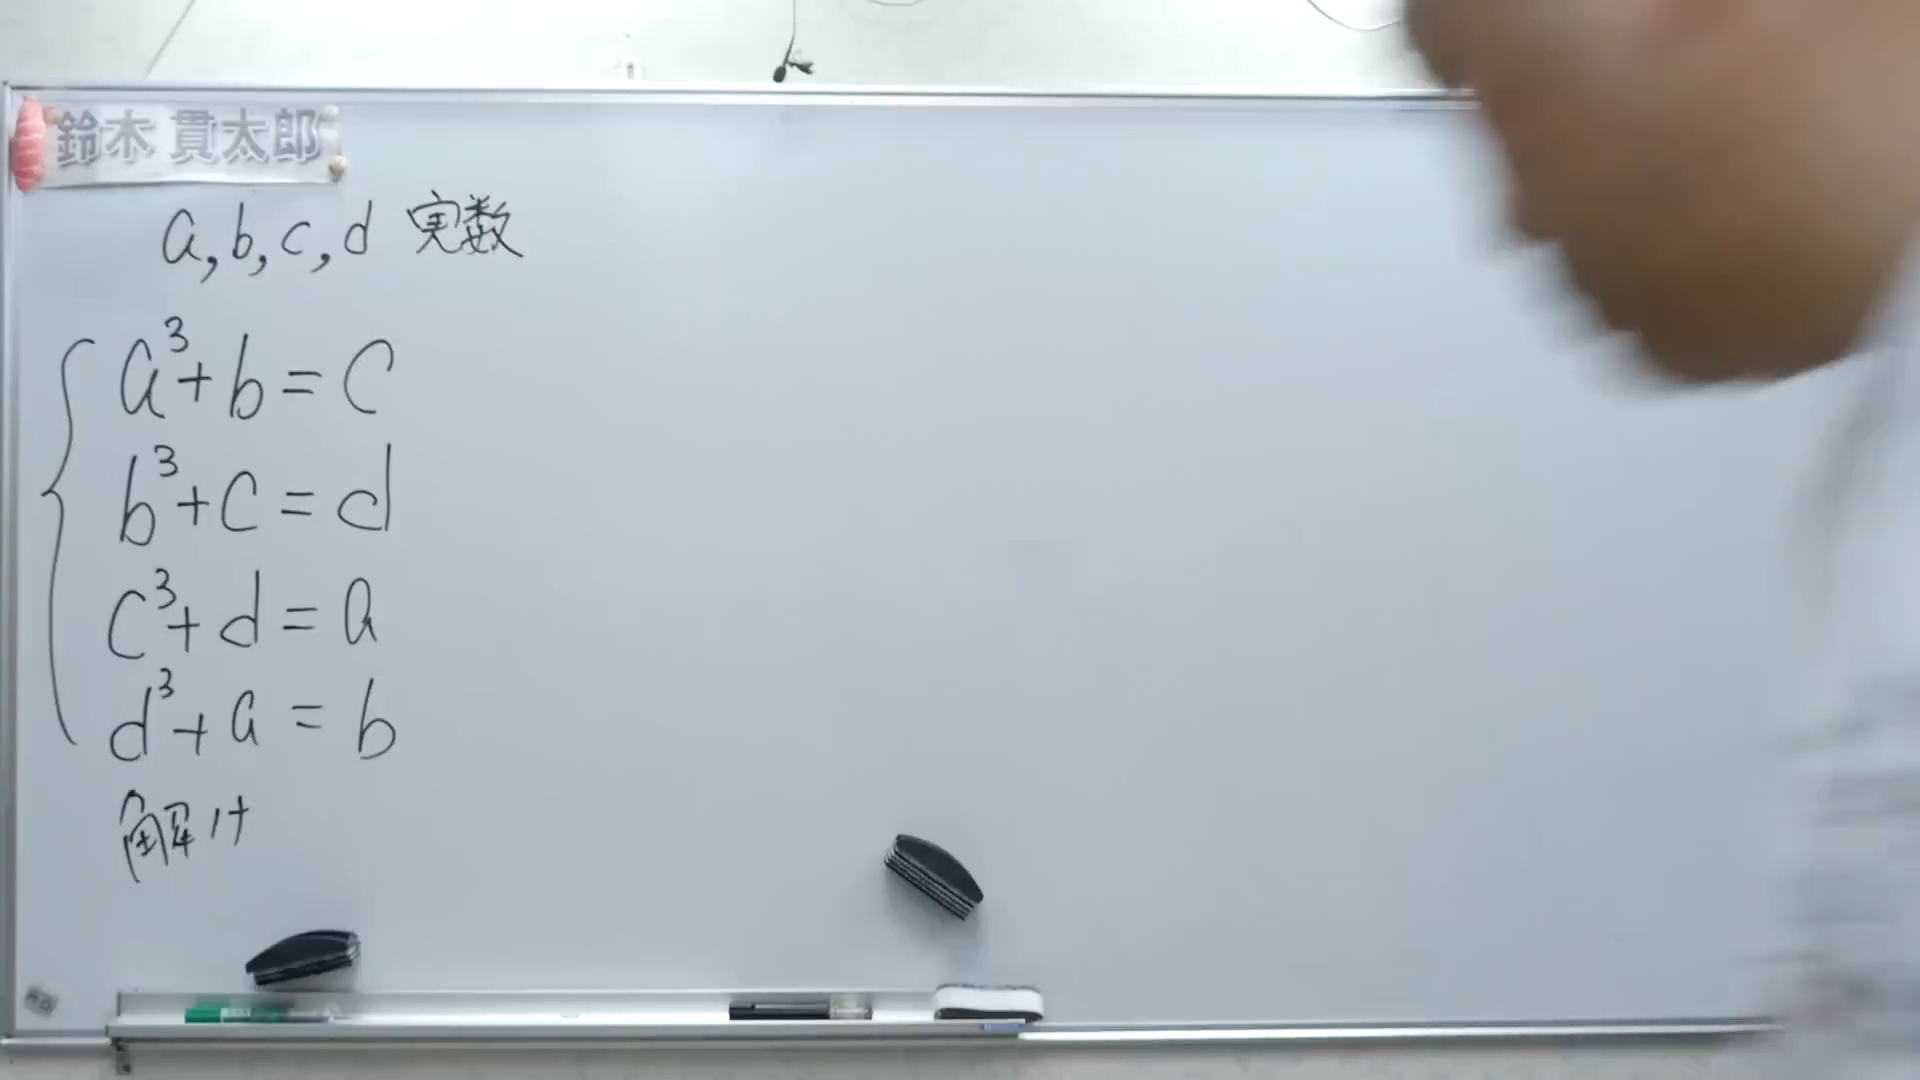 鈴木 貫太郎
a, b, c, d 実数
a³+b=c
b³+c=d
c³+d=a
d³+a=b
解け